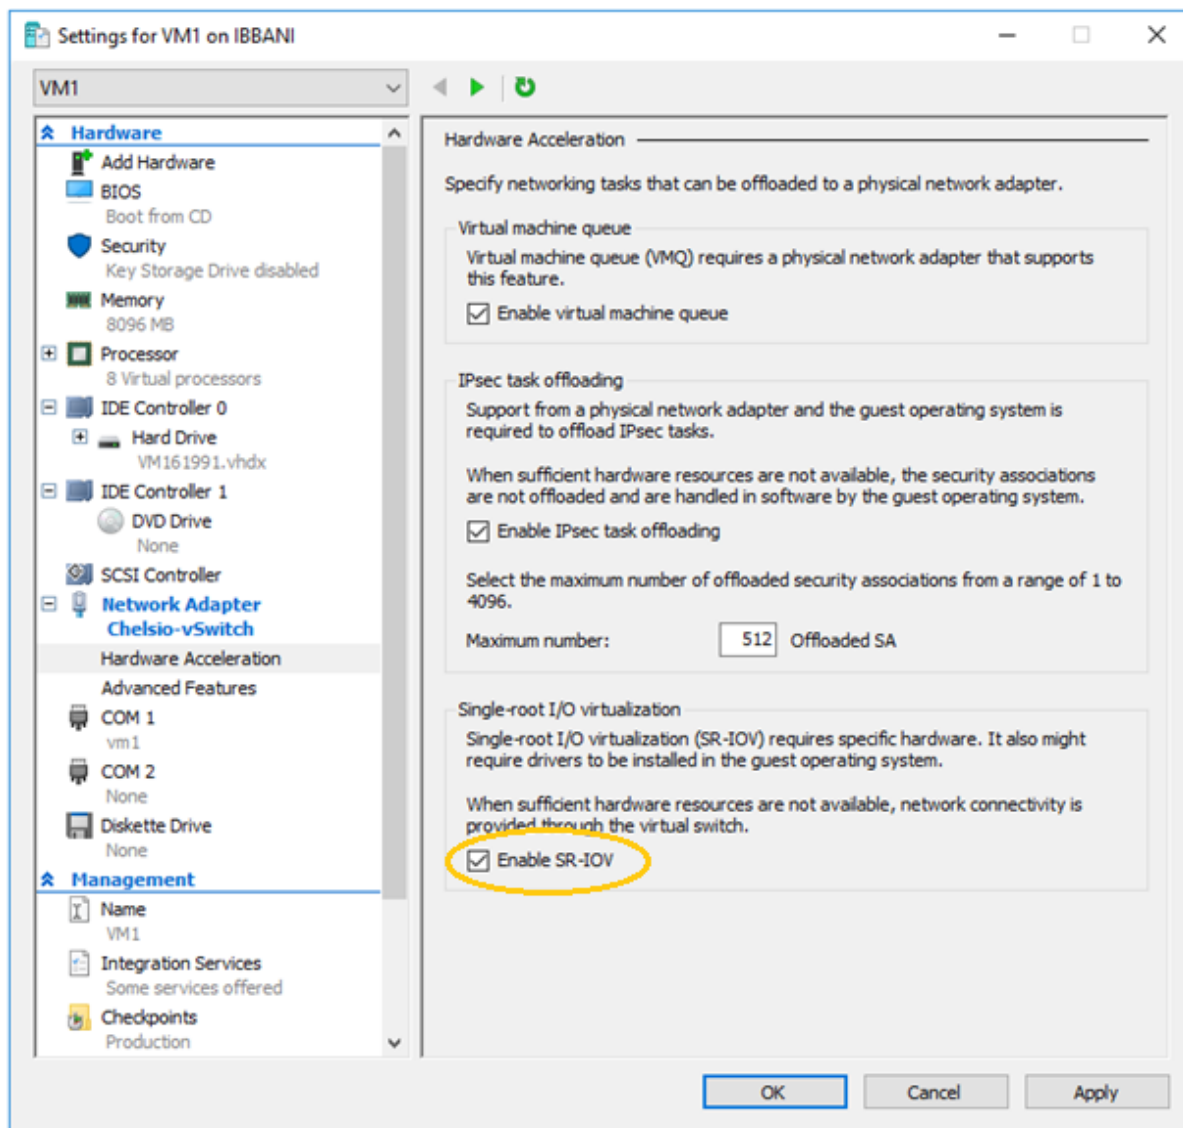 Settings for VM1 on IBBANI
VM1
Hardware
Add Hardware
BIOS
Boot from CD
Security
Key Storage Drive disabled
Memory
8096 MB
Processor
8 Virtual processors
IDE Controller 0
Hard Drive
VM161991.vhdx
IDE Controller 1
DVD Drive
None
SCSI Controller
Network Adapter
Chelsio-vSwitch
Hardware Acceleration
Advanced Features
COM 1
vm1
COM 2
None
Diskette Drive
None
Management
Name
VM1
Integration Services
Some services offered
Checkpoints
Production
Hardware Acceleration
Specify networking tasks that can be offloaded to a physical network adapter.
Virtual machine queue
Virtual machine queue (VMQ) requires a physical network adapter that supports
this feature.
Enable virtual machine queue
IPsec task offloading
Support from a physical network adapter and the guest operating system is
required to offload IPsec tasks.
When sufficient hardware resources are not available, the security associations
are not offloaded and are handled in software by the guest operating system.
Enable IPsec task offloading
Select the maximum number of offloaded security associations from a range of 1 to
4096.
Maximum number: 512 Offloaded SA
Single-root I/O virtualization
Single-root I/O virtualization (SR-IOV) requires specific hardware. It also might
require drivers to be installed in the guest operating system.
When sufficient hardware resources are not available, network connectivity is
provided through the virtual switch.
Enable SR-IOV
OK Cancel Apply